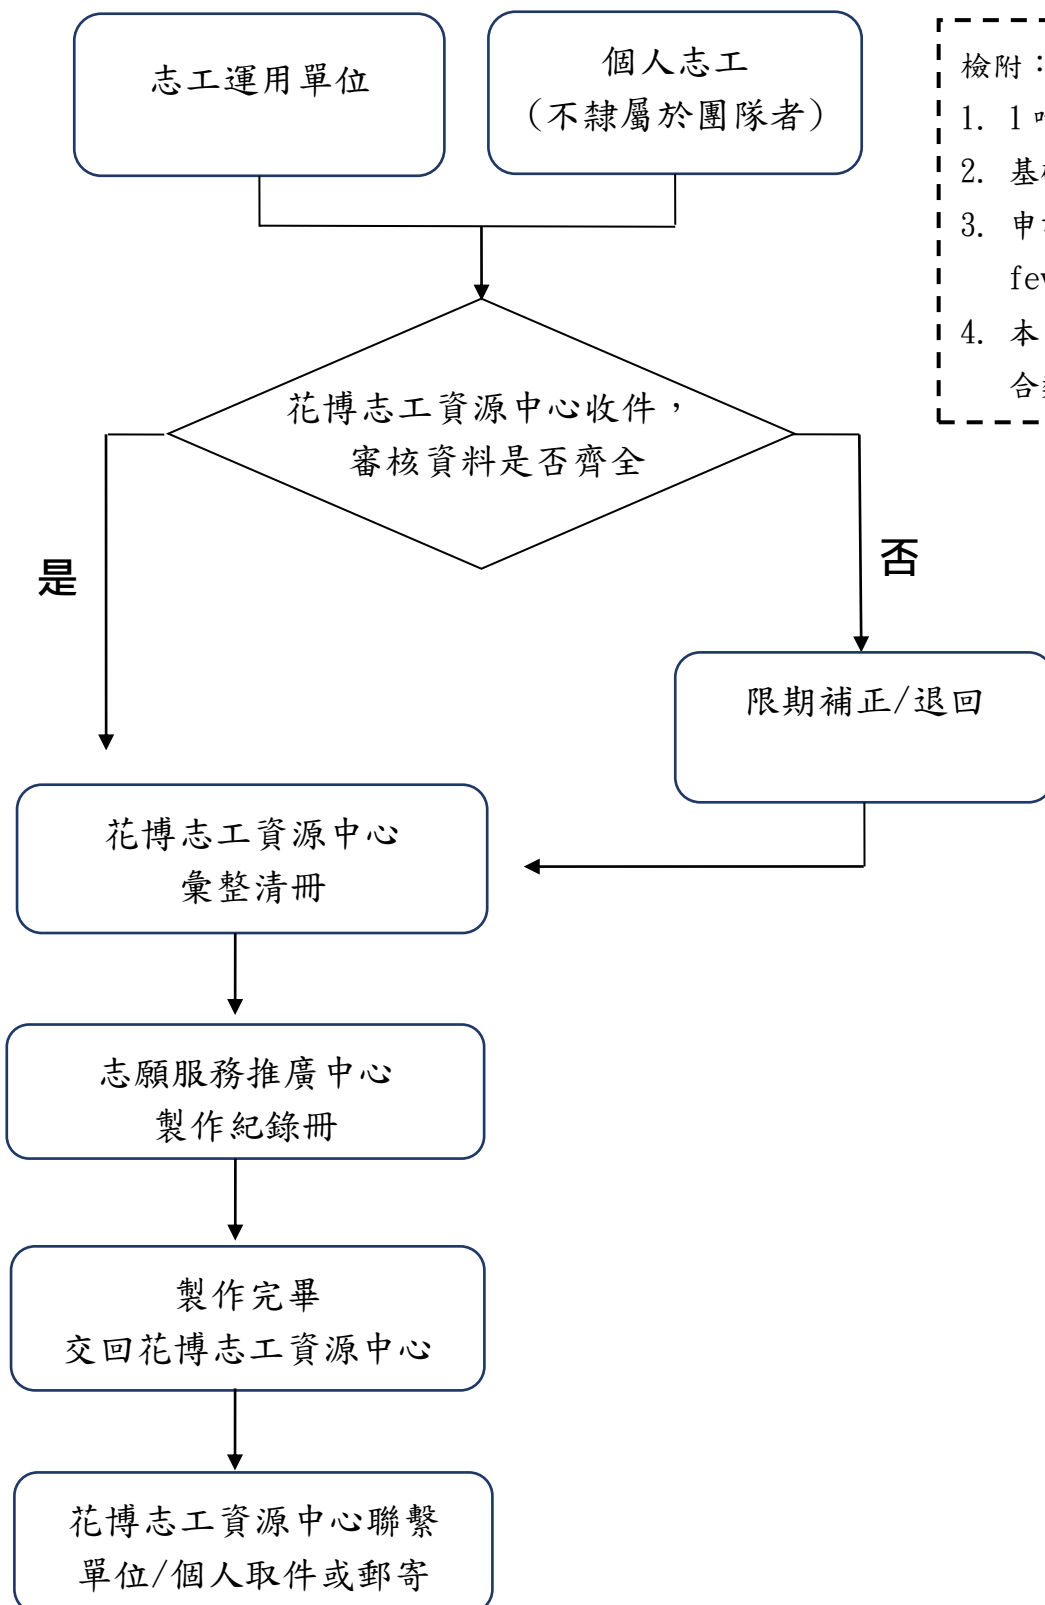 志工運用單位
個人志工
(不隸屬於團隊者)
檢附：
1. 1
2. 基
3. 申
4. 本
合
花博志工資源中心收件，
審核資料是否齊全
是
否
限期補正/退回
花博志工資源中心
彙整清冊
志願服務推廣中心
製作紀錄冊
製作完畢
交回花博志工資源中心
花博志工資源中心聯繫
單位/個人取件或郵寄